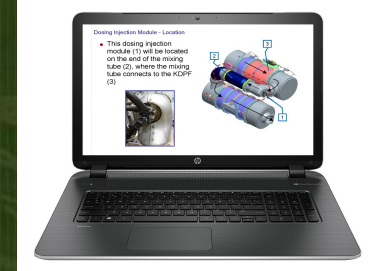 Dosing Injection Module - Location
• This dosing injection
module (1) will be located
on the end of the mixing
tube (2), where the mixing
tube connects to the KDPF
(3)
2
3
1
hp